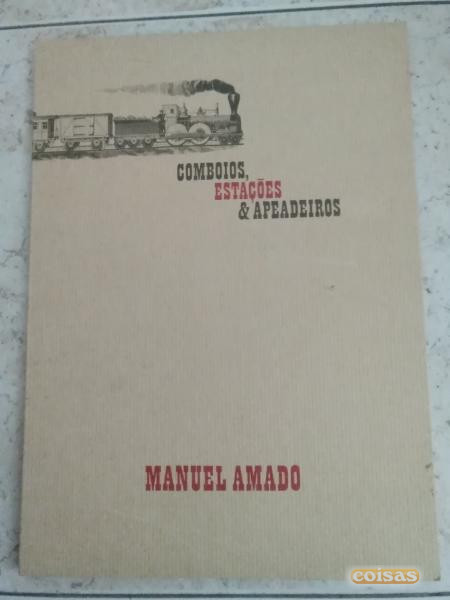 COMBOIOS,
ESTAÇÕES
& APEADEIROS
MANUEL AMADO
coisas